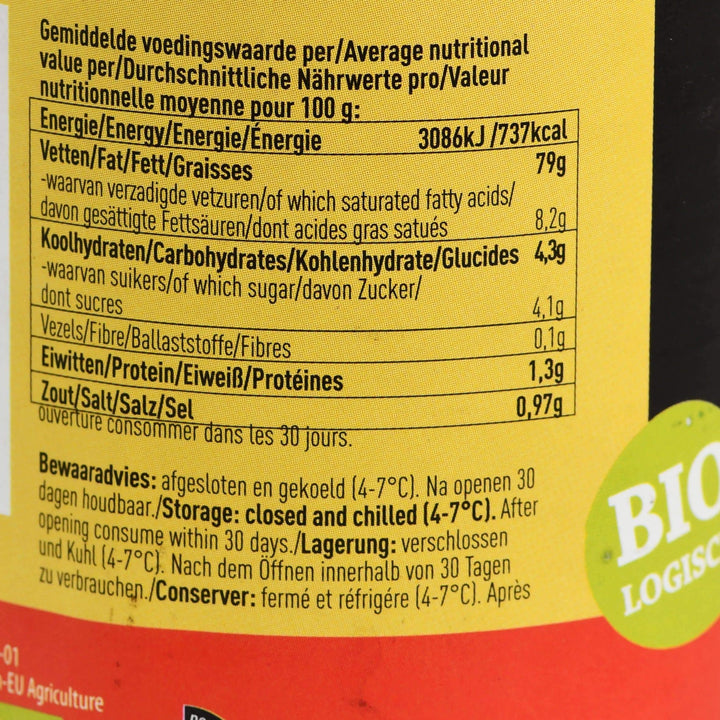 Gemiddelde voedingswaarde per/Average nutritional
value per/Durchschnittliche Nährwerte pro/Valeur
nutritionnelle moyenne pour 100 g:
Energie/Energy/Energie/Énergie 3086kJ /737kcal
Vetten/Fat/Fett/Graisses 79g
-waarvan verzadigde vetzuren/of which saturated fatty acids/
davon gesättigte Fettsäuren/dont acides gras satués 8,2g
Koolhydraten/Carbohydrates/Kohlenhydrate/Glucides 4,3g
-waarvan suikers/of which sugar/davon Zucker/
dont sucres 4,1g
Vezels/Fibre/Ballaststoffe/Fibres 0,1g
Eiwitten/Protein/Eiweiß/Protéines 1,3g
Zout/Salt/Salz/Sel 0,97g
ouverture consommer dans les 30 jours.
Bewaaradvies: afgesloten en gekoeld (4-7°C). Na openen 30
dagen houdbaar./Storage: closed and chilled (4-7°C). After
opening consume within 30 days./Lagerung: verschlossen
und Kuhl (4-7°C). Nach dem Öffnen innerhalb von 30 Tagen
zu verbrauchen./Conserver: fermé et réfrigére (4-7°C). Après
BIO
LOGISC
-01
-EU Agriculture